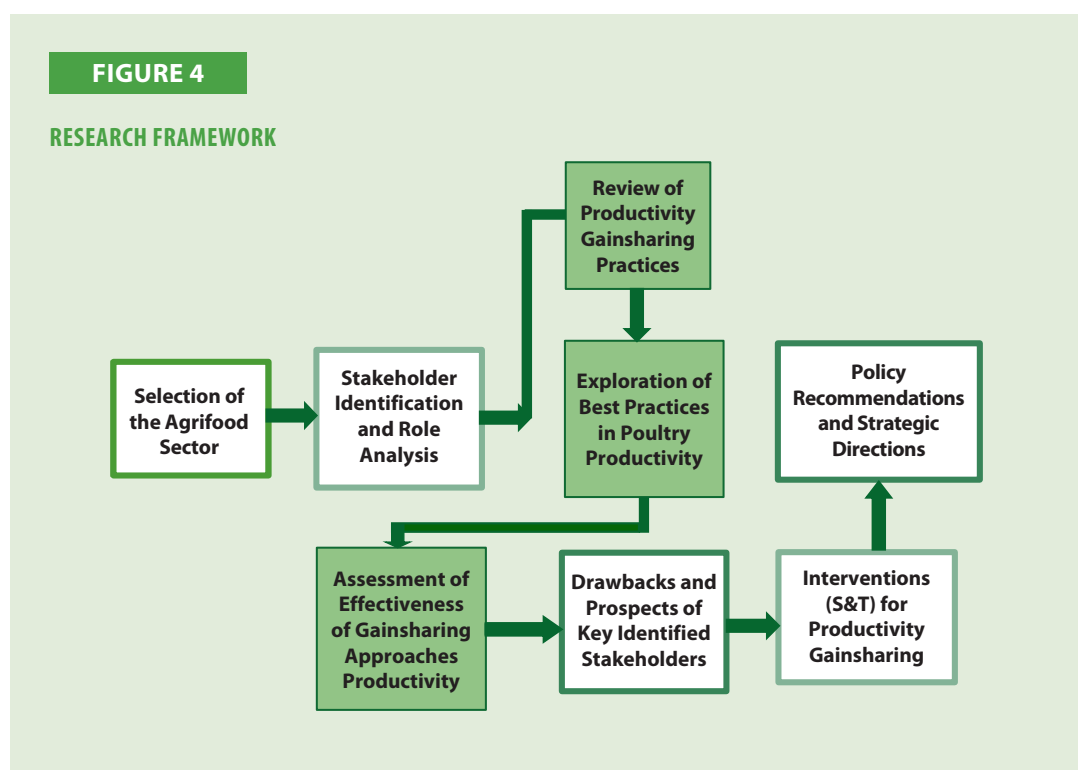 FIGURE 4
RESEARCH FRAMEWORK
Selection of
the Agrifood
Sector
Stakeholder
Identification
and Role
Analysis
Review of
Productivity
Gainsharing
Practices
Exploration of
Best Practices
in Poultry
Productivity
Assessment of
Effectiveness
of Gainsharing
Approaches
Productivity
Drawbacks and
Prospects of
Key Identified
Stakeholders
Interventions
(S&T) for
Productivity
Gainsharing
Policy
Recommendations
and Strategic
Directions